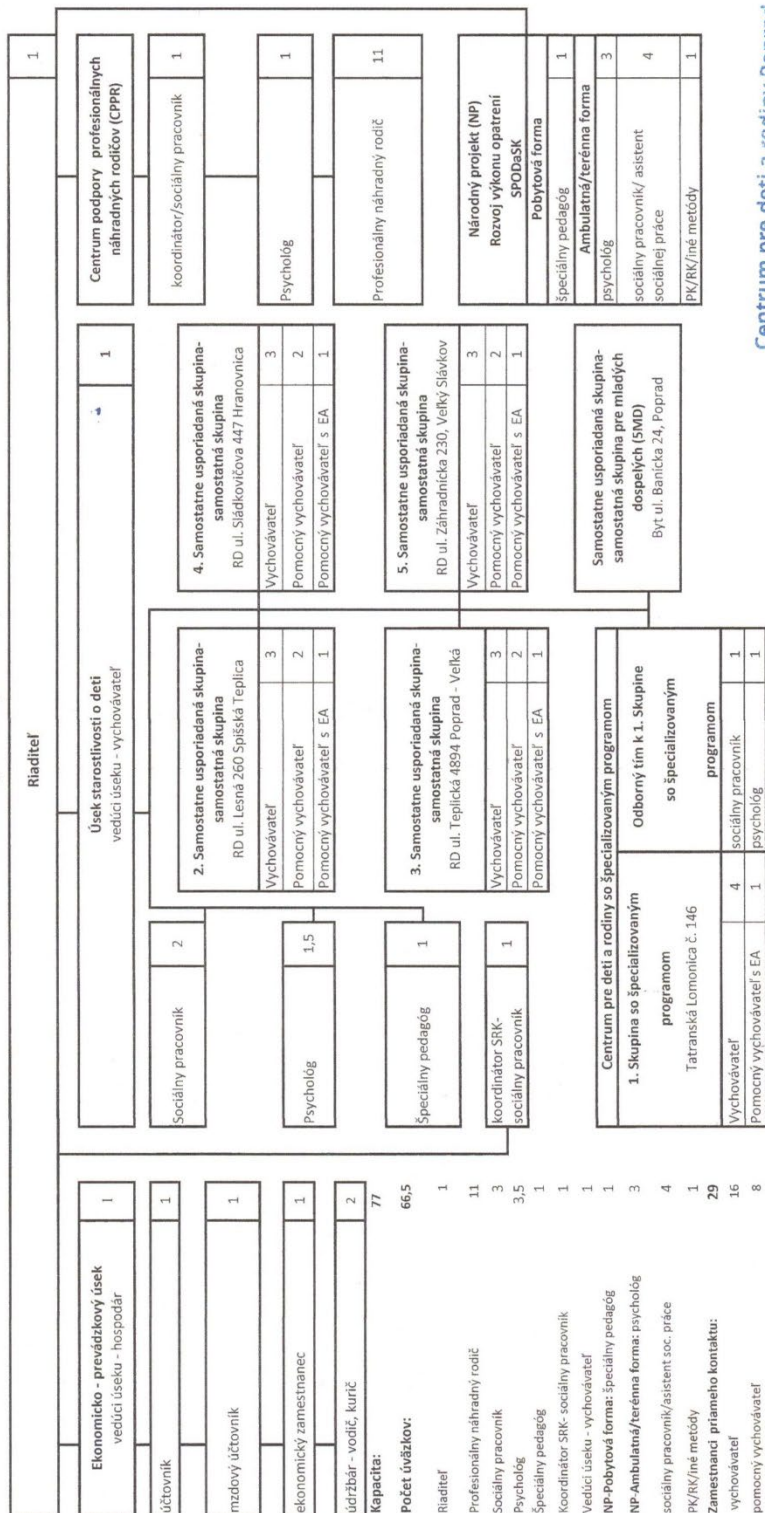 Riaditeľ 1
Ekonomicko - prevádzkový úsek
vedúci úseku - hospodár
1
účtovník 1
mzdový účtovník 1
ekonomický zamestnanec 1
údržbár - vodič, kurič 2
Kapacita: 77
Počet úväzkov: 66,5
Riaditeľ 1
Profesionálny náhradný rodič 11
Sociálny pracovník 3
Psychológ 3,5
Špeciálny pedagóg 1
Koordinátor SRK- sociálny pracovník 1
Vedúci úseku - vychovávateľ 1
NP-Pobytová forma: špeciálny pedagóg 1
NP-Ambulatná/terénna forma: psychológ 3
sociálny pracovník/asistent soc. práce 4
PK/RK/iné metódy 1
Zamestnanci priameho kontaktu: 29
vychovávateľ 16
pomocný vychovávateľ 8
Úsek starostlivosti o deti
vedúci úseku - vychovávateľ
1
Sociálny pracovník 2
Psychológ 1,5
Špeciálny pedagóg 1
koordinátor SRK-
sociálny pracovník
1
2. Samostatne usporiadaná skupina-
samostatná skupina
RD ul. Lesná 260 Spišská Teplica
Vychovávateľ 3
Pomocný vychovávateľ 2
Pomocný vychovávateľ s EA 1
4. Samostatne usporiadaná skupina-
samostatná skupina
RD ul. Sládkovičova 447 Hranovnica
Vychovávateľ 3
Pomocný vychovávateľ 2
Pomocný vychovávateľ s EA 1
3. Samostatne usporiadaná skupina-
samostatná skupina
RD ul. Teplická 4894 Poprad - Veľká
Vychovávateľ 3
Pomocný vychovávateľ 2
Pomocný vychovávateľ s EA 1
5. Samostatne usporiadaná skupina-
samostatná skupina
RD ul. Záhradnícka 230, Veľký Slávkov
Vychovávateľ 3
Pomocný vychovávateľ 2
Pomocný vychovávateľ s EA 1
Samostatne usporiadaná skupina-
samostatná skupina pre mladých
dospelých (SMD)
Byt ul. Banícka 24, Poprad
Centrum pre deti a rodiny so špecializovaným programom
1. Skupina so špecializovaným
programom
Tatranská Lomonica č. 146
Vychovávateľ 4
Pomocný vychovávateľ s EA 1
Odborný tím k 1. Skupine
so špecializovaným
programom
sociálny pracovník 1
psychológ 1
Centrum podpory profesionálnych
náhradných rodičov (CPPR)
koordinátor/sociálny pracovník 1
Psychológ 1
Profesionálny náhradný rodič 11
Národný projekt (NP)
Rozvoj výkonu opatrení
SPODaSK
Pobytová forma
špeciálny pedagóg 1
Ambulatná/terénna forma
psychológ 3
sociálny pracovník/ asistent
sociálnej práce
4
PK/RK/iné metódy 1
Centrum pre deti a rodiny Poprad